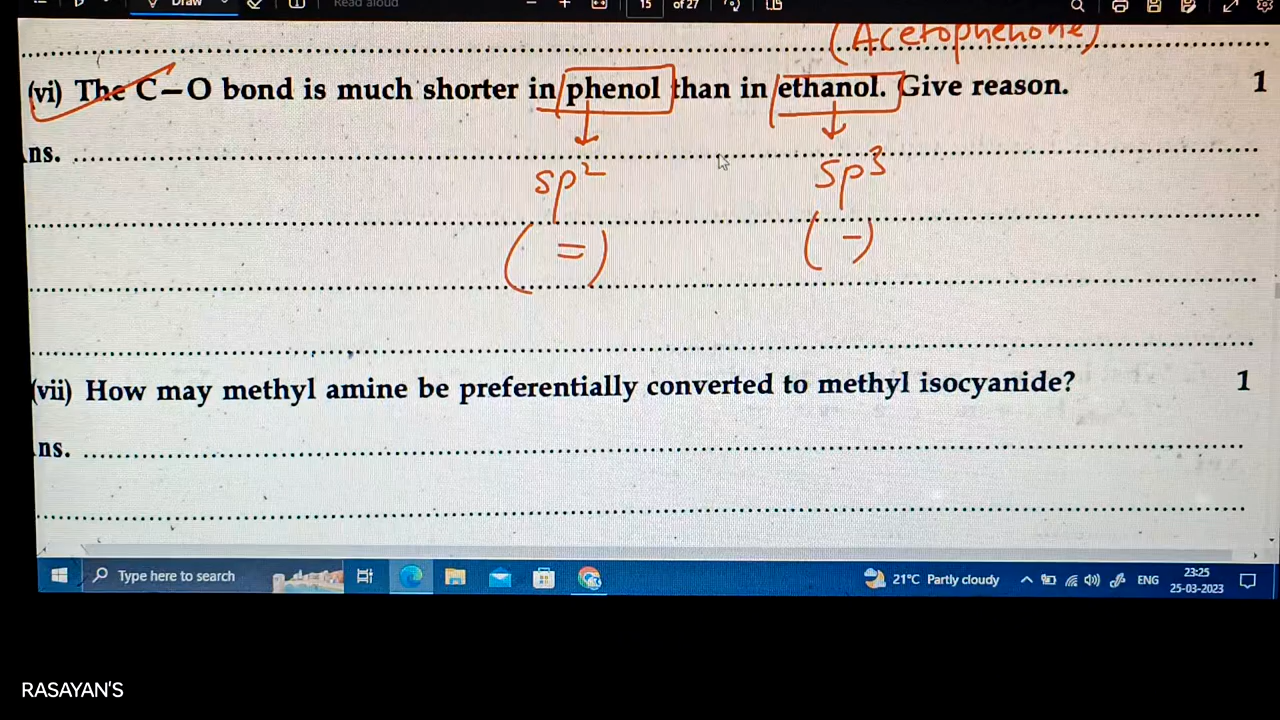 Draw
Read aloud
15 of 27
(Acetophenone)
(vi) The C–O bond is much shorter in phenol than in ethanol. Give reason. 1
ns.
sp² sp³
( = ) ( - )
(vii) How may methyl amine be preferentially converted to methyl isocyanide? 1
ns.
Type here to search
21°C Partly cloudy
ENG
23:25
25-03-2023
RASAYAN'S